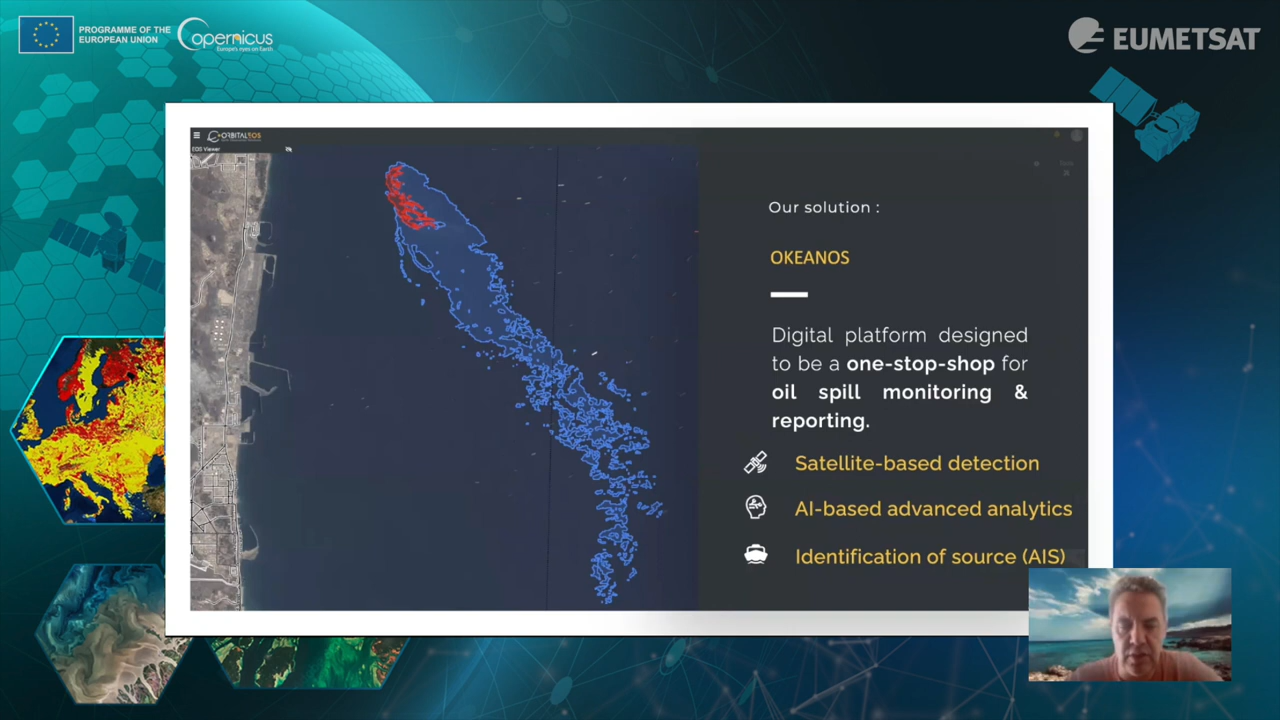 PROGRAMME OF THE
EUROPEAN UNION
opernicus
Europe's eyes on Earth
EUMETSAT
ORBITALEOS
EOS Viewer
Our solution :
OKEANOS
Digital platform designed
to be a one-stop-shop for
oil spill monitoring &
reporting.
Satellite-based detection
AI-based advanced analytics
Identification of source (AIS)